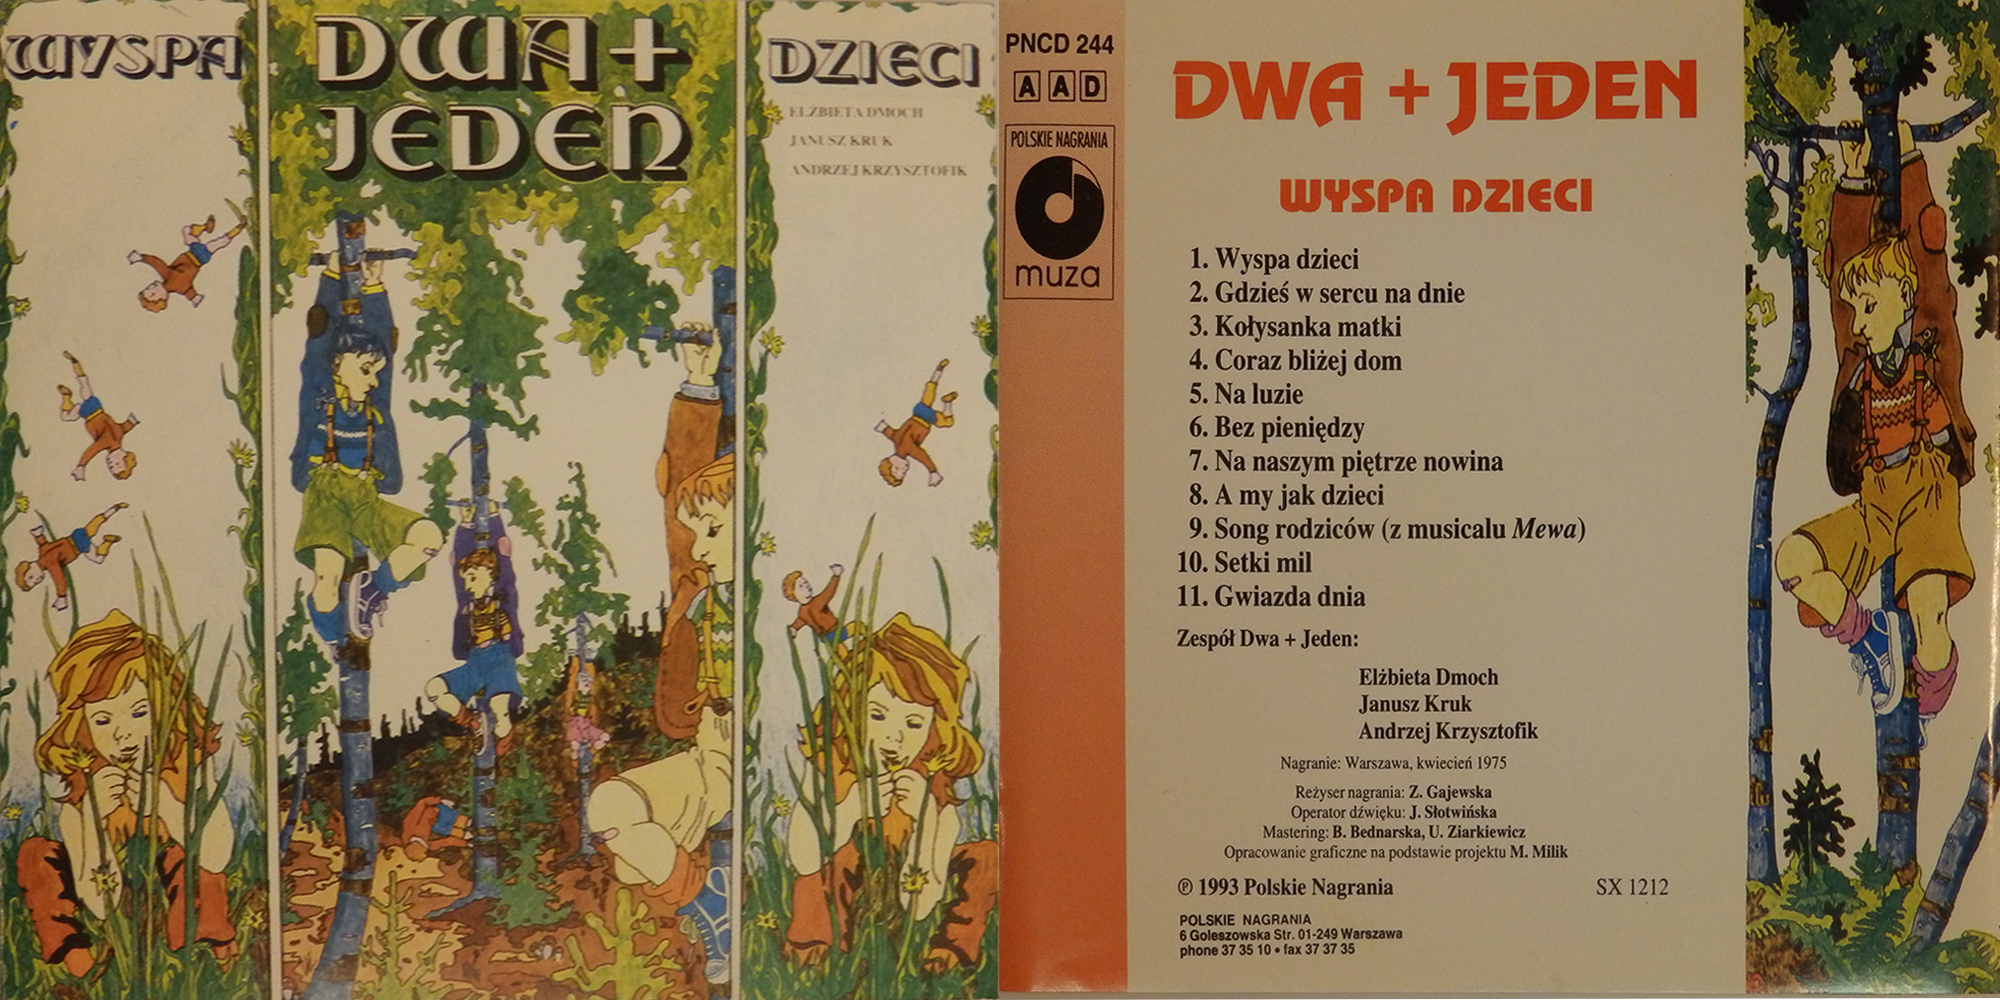 WYSPA
DWA +
JEDEN
DZIECI
ELŻBIETA DMOCH
JANUSZ KRUK
ANDRZEJ KRZYSZTOFIK
PNCD 244
A A D
POLSKIE NAGRANIA
muza
DWA + JEDEN
WYSPA DZIECI
1. Wyspa dzieci
2. Gdzieś w sercu na dnie
3. Kołysanka matki
4. Coraz bliżej dom
5. Na luzie
6. Bez pieniędzy
7. Na naszym piętrze nowina
8. A my jak dzieci
9. Song rodziców (z musicalu Mewa)
10. Setki mil
11. Gwiazda dnia
Zespół Dwa + Jeden:
Elżbieta Dmoch
Janusz Kruk
Andrzej Krzysztofik
Nagranie: Warszawa, kwiecień 1975
Reżyser nagrania: Z. Gajewska
Operator dźwięku: J. Słotwińska
Mastering: B. Bednarska, U. Ziarkiewicz
Opracowanie graficzne na podstawie projektu M. Milik
℗ 1993 Polskie Nagrania SX 1212
POLSKIE NAGRANIA
6 Goleszowska Str. 01-249 Warszawa
phone 37 35 10 • fax 37 37 35